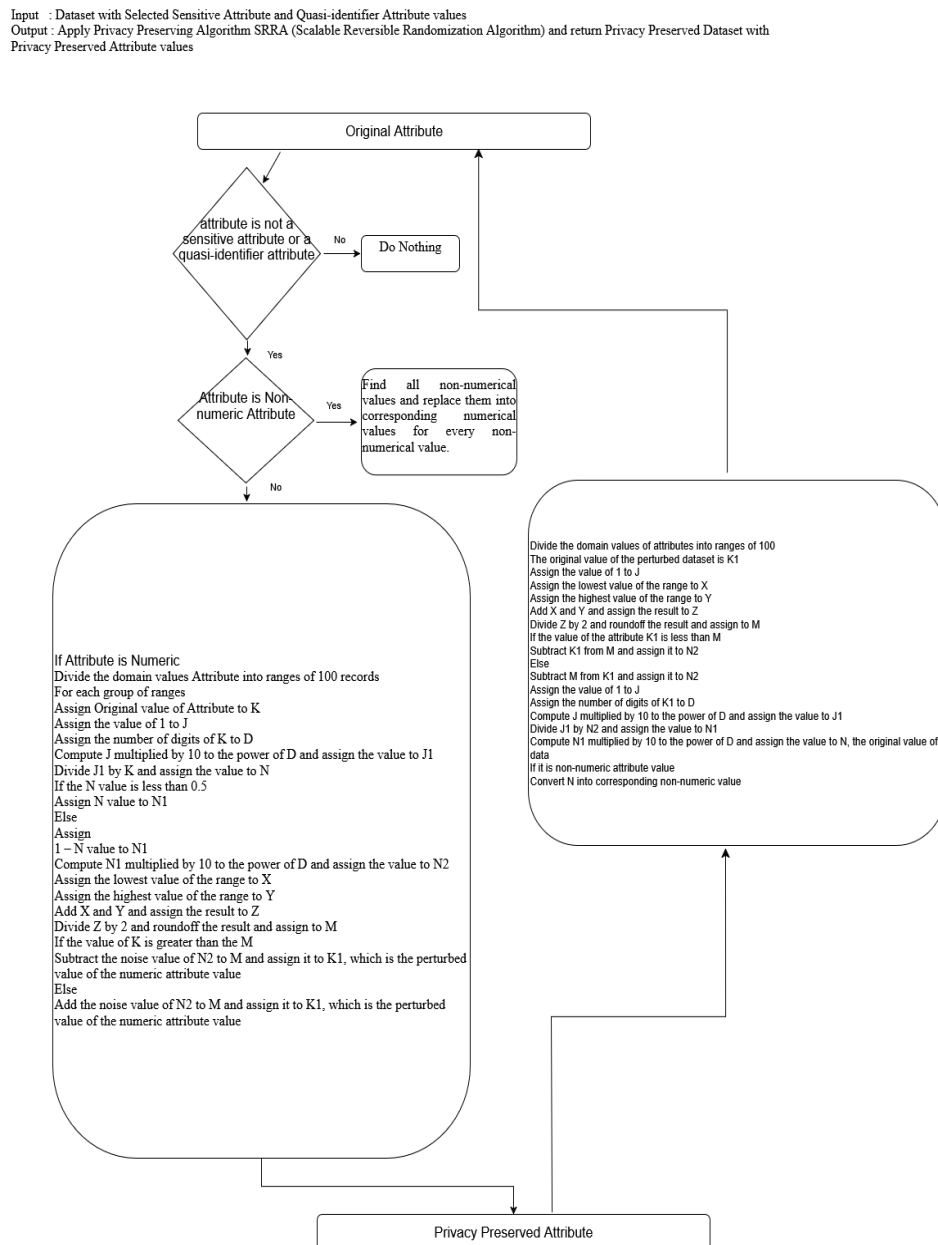 Input : Dataset with Selected Sensitive Attribute and Quasi-identifier Attribute values
Output : Apply Privacy Preserving Algorithm SRRA (Scalable Reversible Randomization Algorithm) and return Privacy Preserved Dataset with
Privacy Preserved Attribute values
Original Attribute
attribute is not a
sensitive attribute or a
quasi-identifier attribute
No
Do Nothing
Yes
Attribute is Non-
numeric Attribute
Yes
Find all non-numerical
values and replace them into
corresponding numerical
values for every non-
numerical value.
No
If Attribute is Numeric
Divide the domain values Attribute into ranges of 100 records
For each group of ranges
Assign Original value of Attribute to K
Assign the value of 1 to J
Assign the number of digits of K to D
Compute J multiplied by 10 to the power of D and assign the value to J1
Divide J1 by K and assign the value to N
If the N value is less than 0.5
Assign N value to N1
Else
Assign
1 – N value to N1
Compute N1 multiplied by 10 to the power of D and assign the value to N2
Assign the lowest value of the range to X
Assign the highest value of the range to Y
Add X and Y and assign the result to Z
Divide Z by 2 and roundoff the result and assign to M
If the value of K is greater than the M
Subtract the noise value of N2 to M and assign it to K1, which is the perturbed
value of the numeric attribute value
Else
Add the noise value of N2 to M and assign it to K1, which is the perturbed
value of the numeric attribute value
Divide the domain values of attributes into ranges of 100
The original value of the perturbed dataset is K1
Assign the value of 1 to J
Assign the lowest value of the range to X
Assign the highest value of the range to Y
Add X and Y and assign the result to Z
Divide Z by 2 and roundoff the result and assign to M
If the value of the attribute K1 is less than M
Subtract K1 from M and assign it to N2
Else
Subtract M from K1 and assign it to N2
Assign the value of 1 to J
Assign the number of digits of K1 to D
Compute J multiplied by 10 to the power of D and assign the value to J1
Divide J1 by N2 and assign the value to N1
Compute N1 multiplied by 10 to the power of D and assign the value to N, the original value of
data
If it is non-numeric attribute value
Convert N into corresponding non-numeric value
Privacy Preserved Attribute